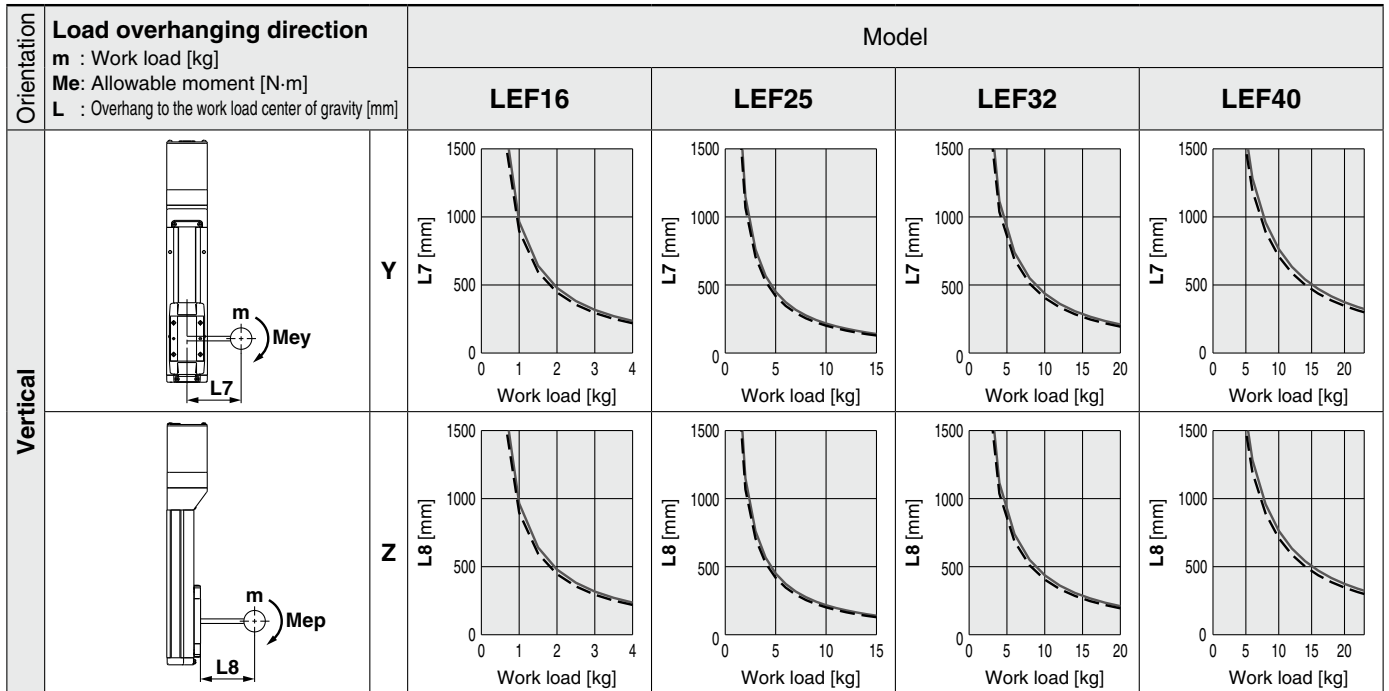 Orientation
Load overhanging direction
m : Work load [kg]
Me: Allowable moment [N·m]
L : Overhang to the work load center of gravity [mm]
Model
LEF16
LEF25
LEF32
LEF40
Vertical
m
Mey
L7
Y
1500
1000
500
0
L7 [mm]
0 1 2 3 4
Work load [kg]
1500
1000
500
0
L7 [mm]
0 5 10 15
Work load [kg]
1500
1000
500
0
L7 [mm]
0 5 10 15 20
Work load [kg]
1500
1000
500
0
L7 [mm]
0 5 10 15 20
Work load [kg]
m
Mep
L8
Z
1500
1000
500
0
L8 [mm]
0 1 2 3 4
Work load [kg]
1500
1000
500
0
L8 [mm]
0 5 10 15
Work load [kg]
1500
1000
500
0
L8 [mm]
0 5 10 15 20
Work load [kg]
1500
1000
500
0
L8 [mm]
0 5 10 15 20
Work load [kg]